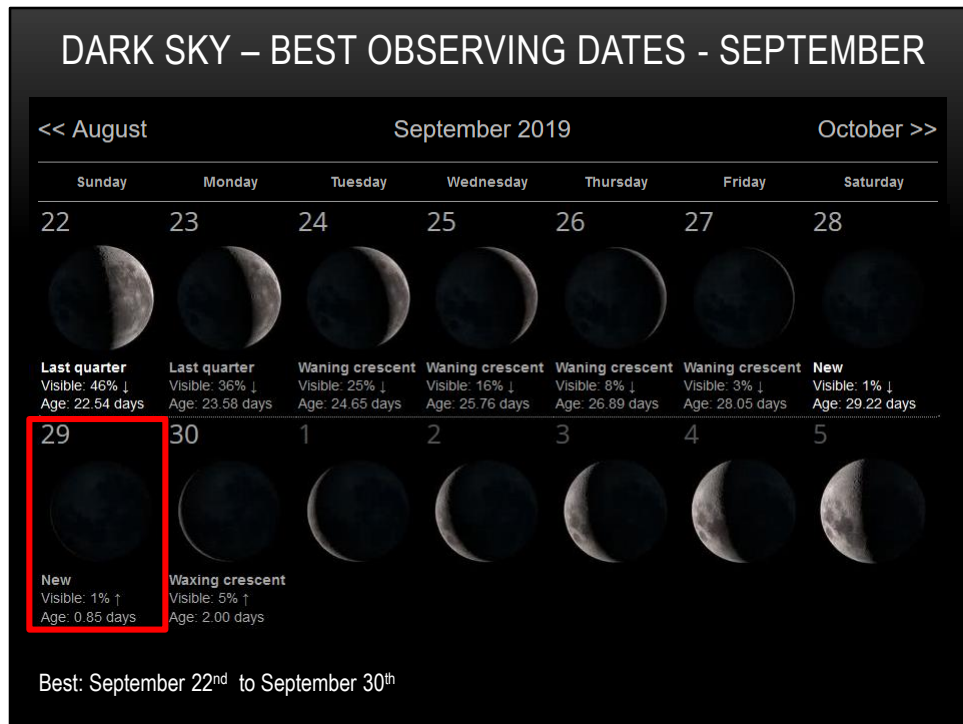 DARK SKY – BEST OBSERVING DATES - SEPTEMBER
<< August September 2019 October >>
Sunday Monday Tuesday Wednesday Thursday Friday Saturday
22 23 24 25 26 27 28
Last quarter Last quarter Waning crescent Waning crescent Waning crescent Waning crescent New
Visible: 46% ↓ Visible: 36% ↓ Visible: 25% ↓ Visible: 16% ↓ Visible: 8% ↓ Visible: 3% ↓ Visible: 1% ↓
Age: 22.54 days Age: 23.58 days Age: 24.65 days Age: 25.76 days Age: 26.89 days Age: 28.05 days Age: 29.22 days
29 30 1 2 3 4 5
New Waxing crescent
Visible: 1% ↑ Visible: 5% ↑
Age: 0.85 days Age: 2.00 days
Best: September 22nd to September 30th